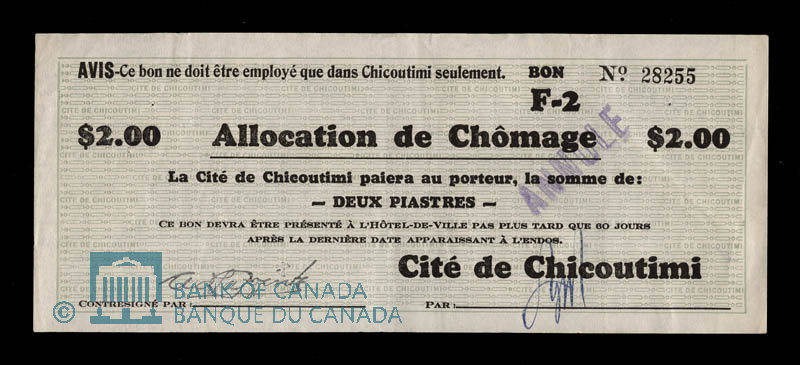 AVIS-Ce bon ne doit être employé que dans Chicoutimi seulement. BON Nº 28255
F-2
$2.00 Allocation de Chômage $2.00
ANNULÉ
La Cité de Chicoutimi paiera au porteur, la somme de:
— DEUX PIASTRES —
CE BON DEVRA ÊTRE PRÉSENTÉ À L'HÔTEL-DE-VILLE PAS PLUS TARD QUE 60 JOURS
APRÈS LA DERNIÈRE DATE APPARAISSANT À L'ENDOS.
Cité de Chicoutimi
CONTRESIGNÉ PAR: PAR:
© BANK OF CANADA
BANQUE DU CANADA